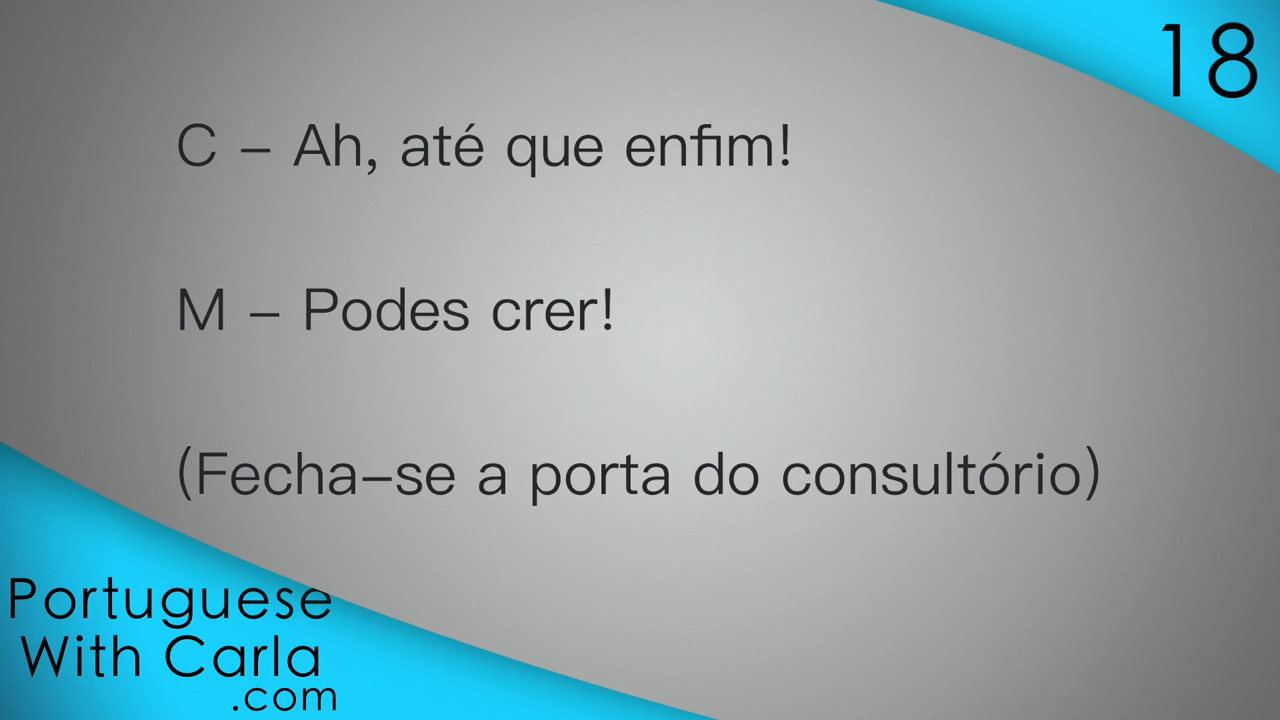 18
C – Ah, até que enfim!
M – Podes crer!
(Fecha-se a porta do consultório)
Portuguese
With Carla
.com